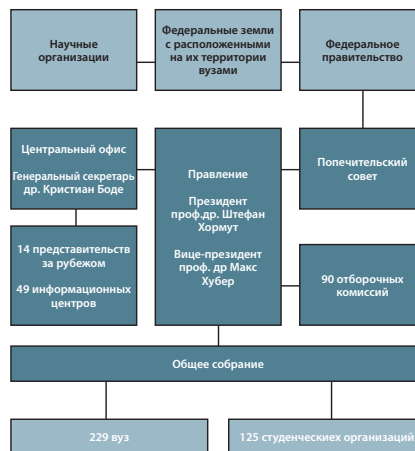 Научные
организации
Федеральные земли
с расположенными
на их территории
вузами
Федеральное
правительство
Центральный офис
Генеральный секретарь
др. Кристиан Боде
Правление
Президент
проф.др. Штефан
Хормут
Вице-президент
проф. др Макс
Хубер
Попечительский
совет
14 представительств
за рубежом
49 информационных
центров
90 отборочных
комиссий
Общее собрание
229 вуз
125 студенческиех организаций